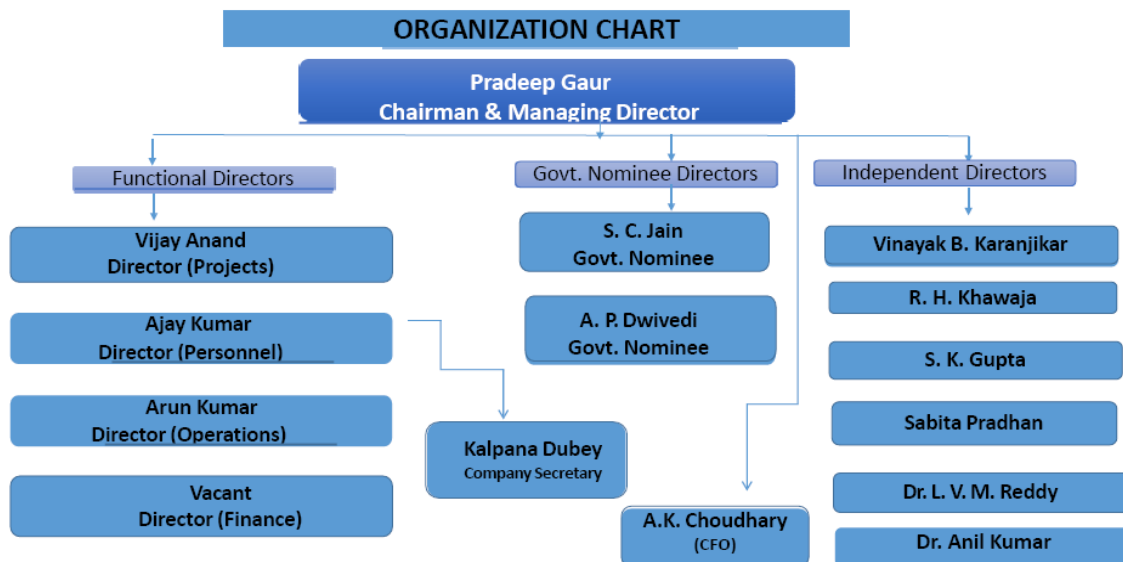 ORGANIZATION CHART
Pradeep Gaur
Chairman & Managing Director
Functional Directors
Vijay Anand
Director (Projects)
Ajay Kumar
Director (Personnel)
Arun Kumar
Director (Operations)
Vacant
Director (Finance)
Kalpana Dubey
Company Secretary
Govt. Nominee Directors
S. C. Jain
Govt. Nominee
A. P. Dwivedi
Govt. Nominee
A.K. Choudhary
(CFO)
Independent Directors
Vinayak B. Karanjikar
R. H. Khawaja
S. K. Gupta
Sabita Pradhan
Dr. L. V. M. Reddy
Dr. Anil Kumar